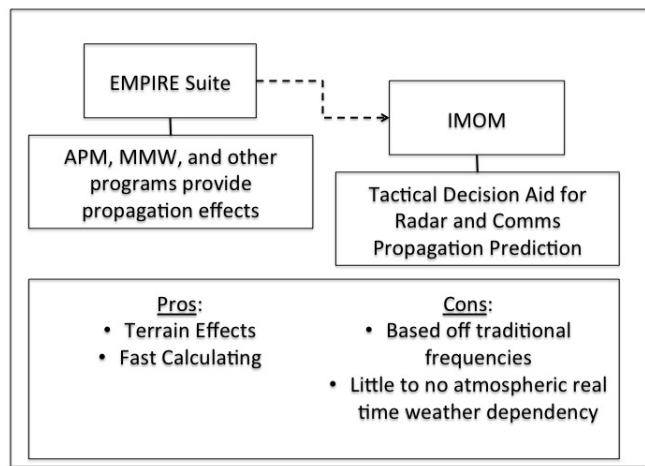 EMPIRE Suite
IMOM
APM, MMW, and other
programs provide
propagation effects
Tactical Decision Aid for
Radar and Comms
Propagation Prediction
Pros:
• Terrain Effects
• Fast Calculating
Cons:
• Based off traditional
frequencies
• Little to no atmospheric real
time weather dependency